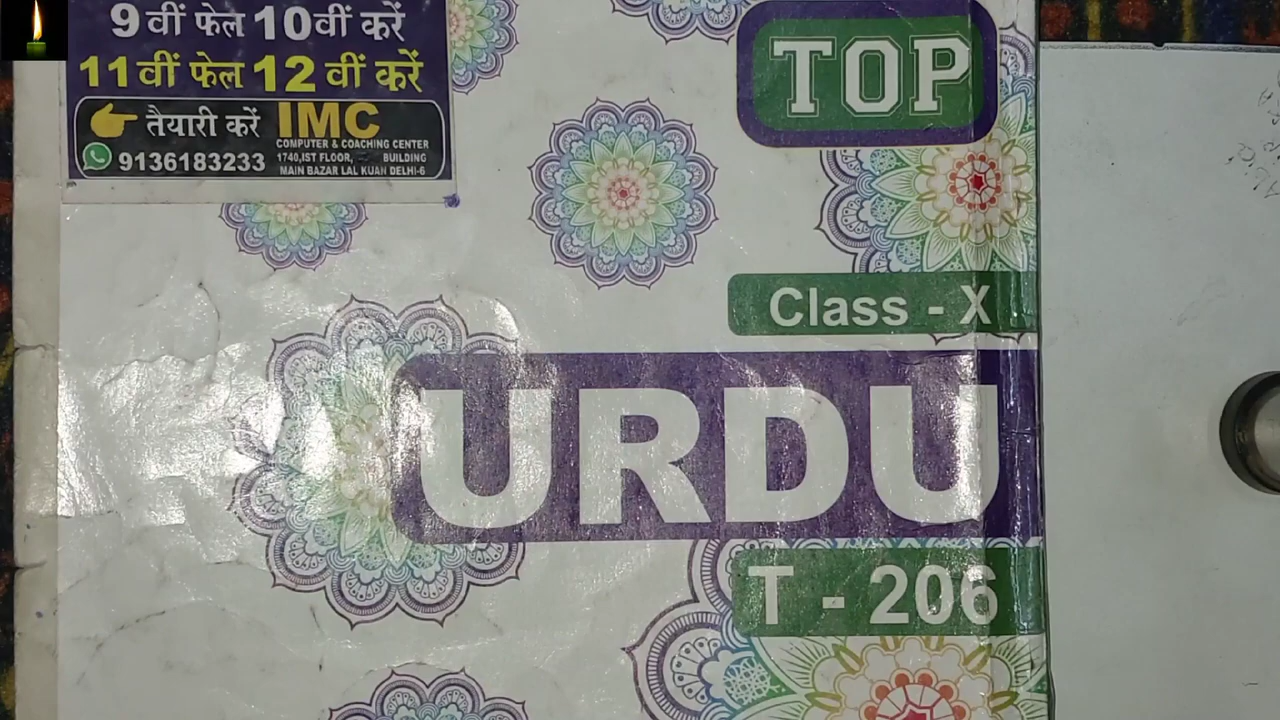 9 वीं फेल 10वीं करें
11 वीं फेल 12 वीं करें
तैयारी करें IMC
COMPUTER & COACHING CENTER
9136183233 1740,IST FLOOR, BUILDING
MAIN BAZAR LAL KUAN DELHI-6
TOP
Class - X
URDU
T - 206